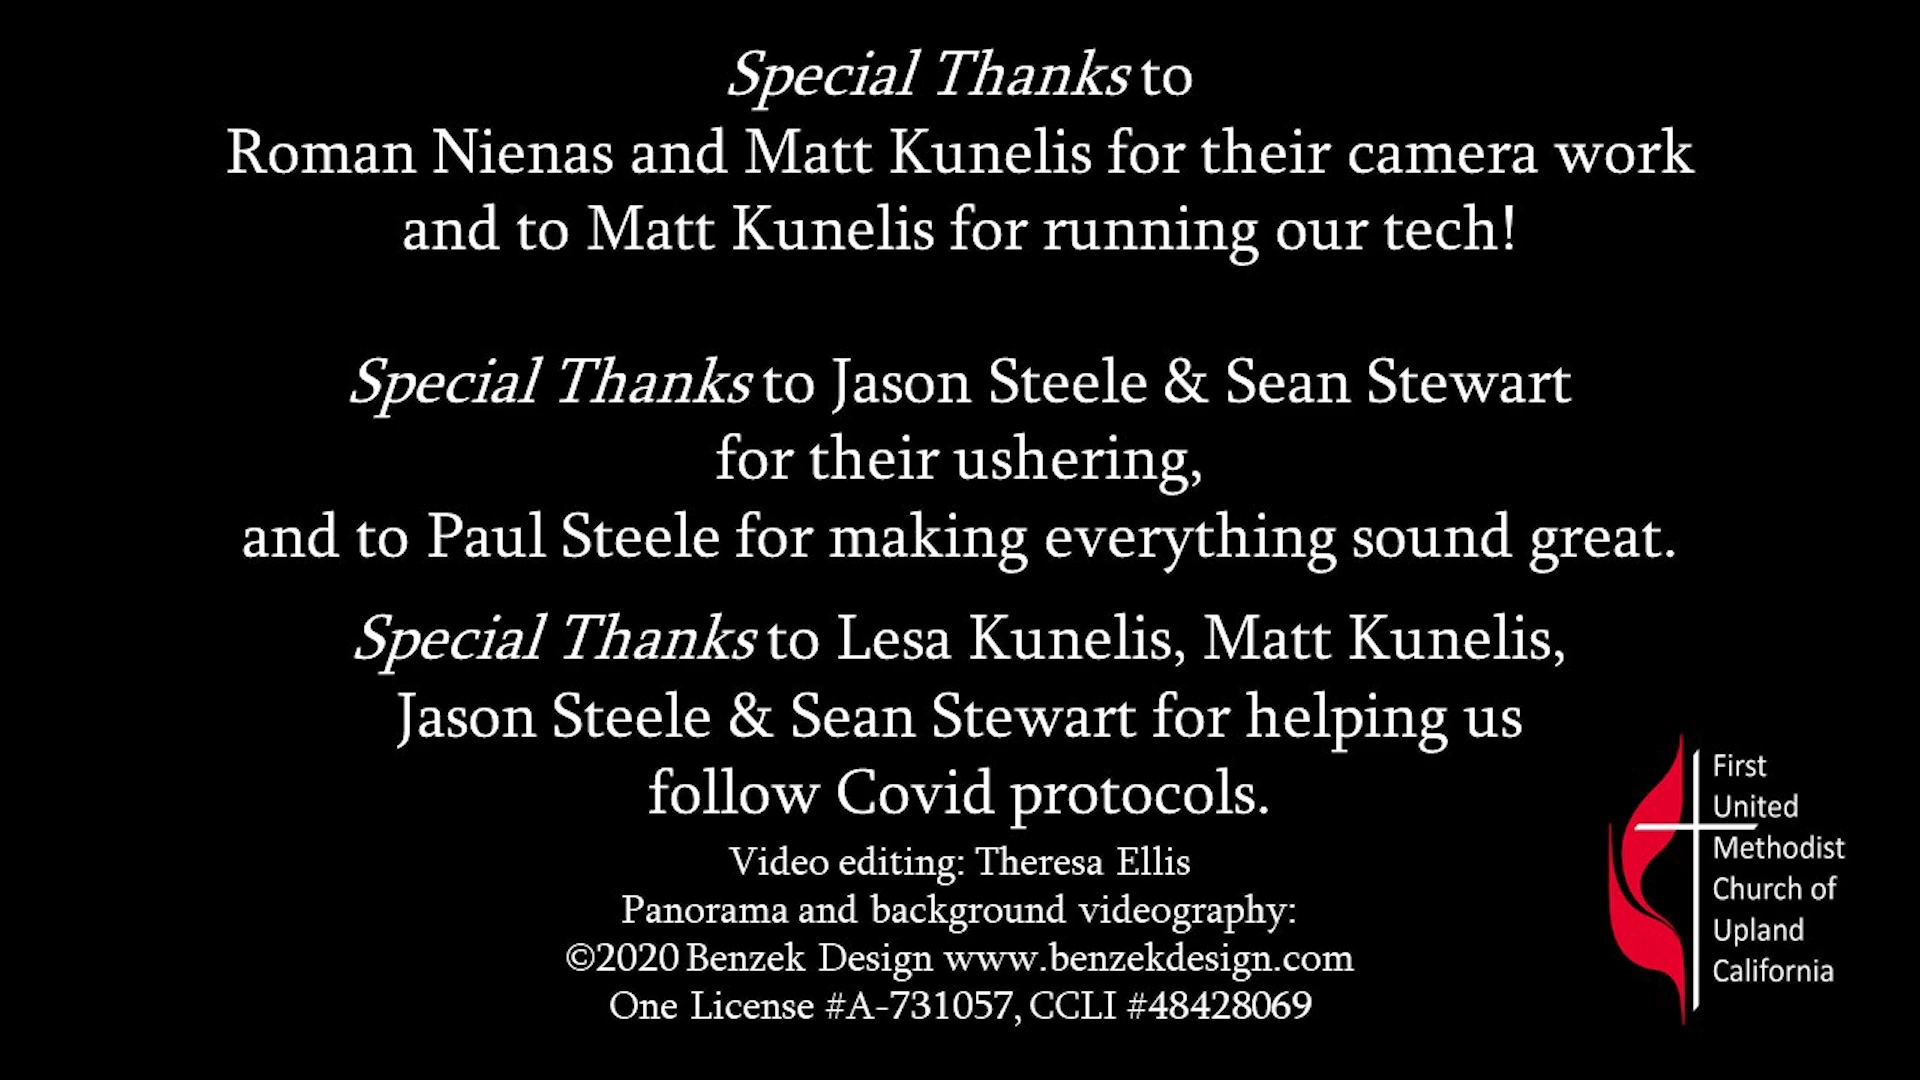 Special Thanks to
Roman Nienas and Matt Kunelis for their camera work
and to Matt Kunelis for running our tech!
Special Thanks to Jason Steele & Sean Stewart
for their ushering,
and to Paul Steele for making everything sound great.
Special Thanks to Lesa Kunelis, Matt Kunelis,
Jason Steele & Sean Stewart for helping us
follow Covid protocols.
Video editing: Theresa Ellis
Panorama and background videography:
©2020 Benzek Design www.benzekdesign.com
One License #A-731057, CCLI #48428069
First
United
Methodist
Church of
Upland
California